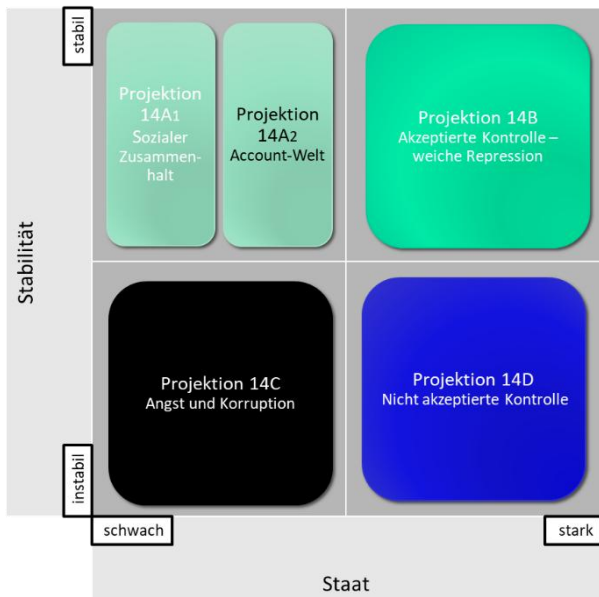 stabil
Projektion
14A1
Sozialer
Zusammen-
halt
Projektion
14A2
Account-Welt
Projektion 14B
Akzeptierte Kontrolle –
weiche Repression
Stabilität
Projektion 14C
Angst und Korruption
Projektion 14D
Nicht akzeptierte Kontrolle
instabil
schwach
stark
Staat